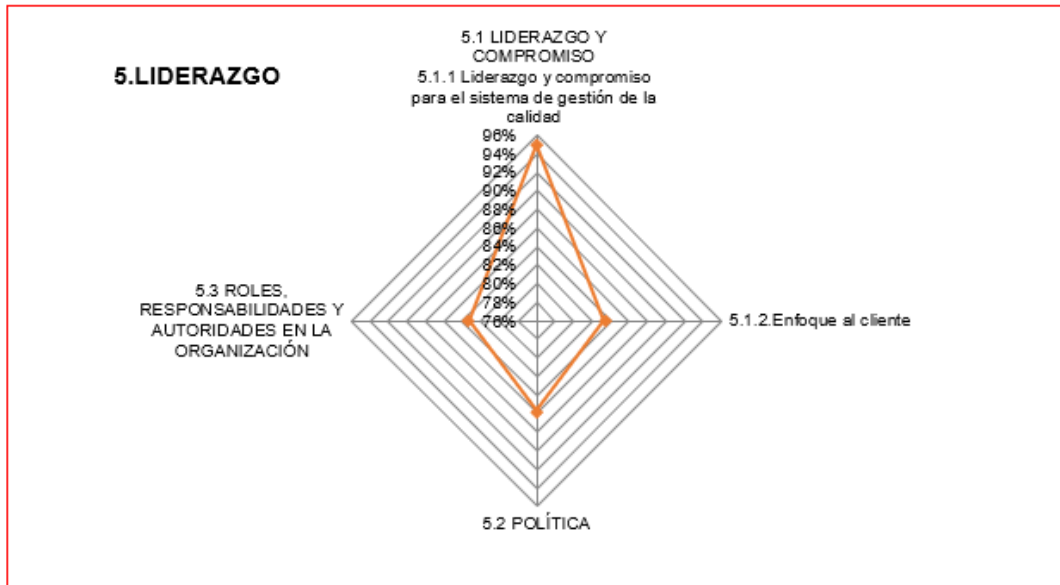 5.LIDERAZGO
5.1 LIDERAZGO Y
COMPROMISO
5.1.1 Liderazgo y compromiso
para el sistema de gestión de la
calidad
96%
94%
92%
90%
88%
86%
84%
82%
80%
78%
76%
5.3 ROLES,
RESPONSABILIDADES Y
AUTORIDADES EN LA
ORGANIZACIÓN
5.1.2.Enfoque al cliente
5.2 POLÍTICA